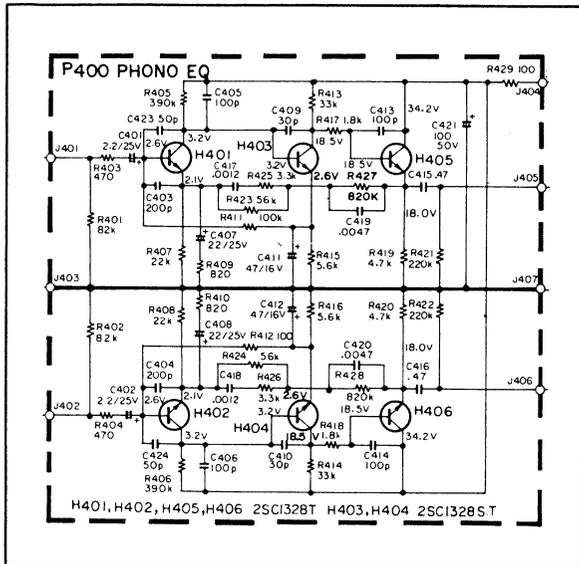 P400 PHONO EQ
R429 100
J404
R405
390k
C405
100p
R413
33k
34.2V
C423 50p
C409
30p
R417 1.8k
C413
100p
C421
100
50V
C401
2.2/25V
2.6V
3.2V
H401
H403
18.5V
H405
J401
R403
470
3.2V
2.6V
18.5V
2.1V
C417
.0012
R425 3.3k
R427
820K
C415 .47
J405
C403
200p
R423 56k
C419
.0047
18.0V
R401
82k
R411
100k
C407
22/25V
R407
22k
R409
820
C411
47/16V
R415
5.6k
R419
4.7k
R421
220k
J403
J407
R402
82k
R408
22k
R410
820
C412
47/16V
R416
5.6k
R420
4.7k
R422
220k
C408
22/25V
R412 100
R424
56k
C420
.0047
18.0V
C404
200p
2.1V
C418
.0012
R426
3.3k
R428
820k
C416
.47
J406
C402
2.2/25V
2.6V
H402
2.6V
3.2V
H404
18.5V
H406
J402
R404
470
3.2V
18.5 V
R418
1.8k
34.2V
C424
50p
C406
100p
C410
30p
C414
100p
R406
390k
R414
33k
H401, H402, H405, H406 2SC1328T H403, H404 2SC1328S.T